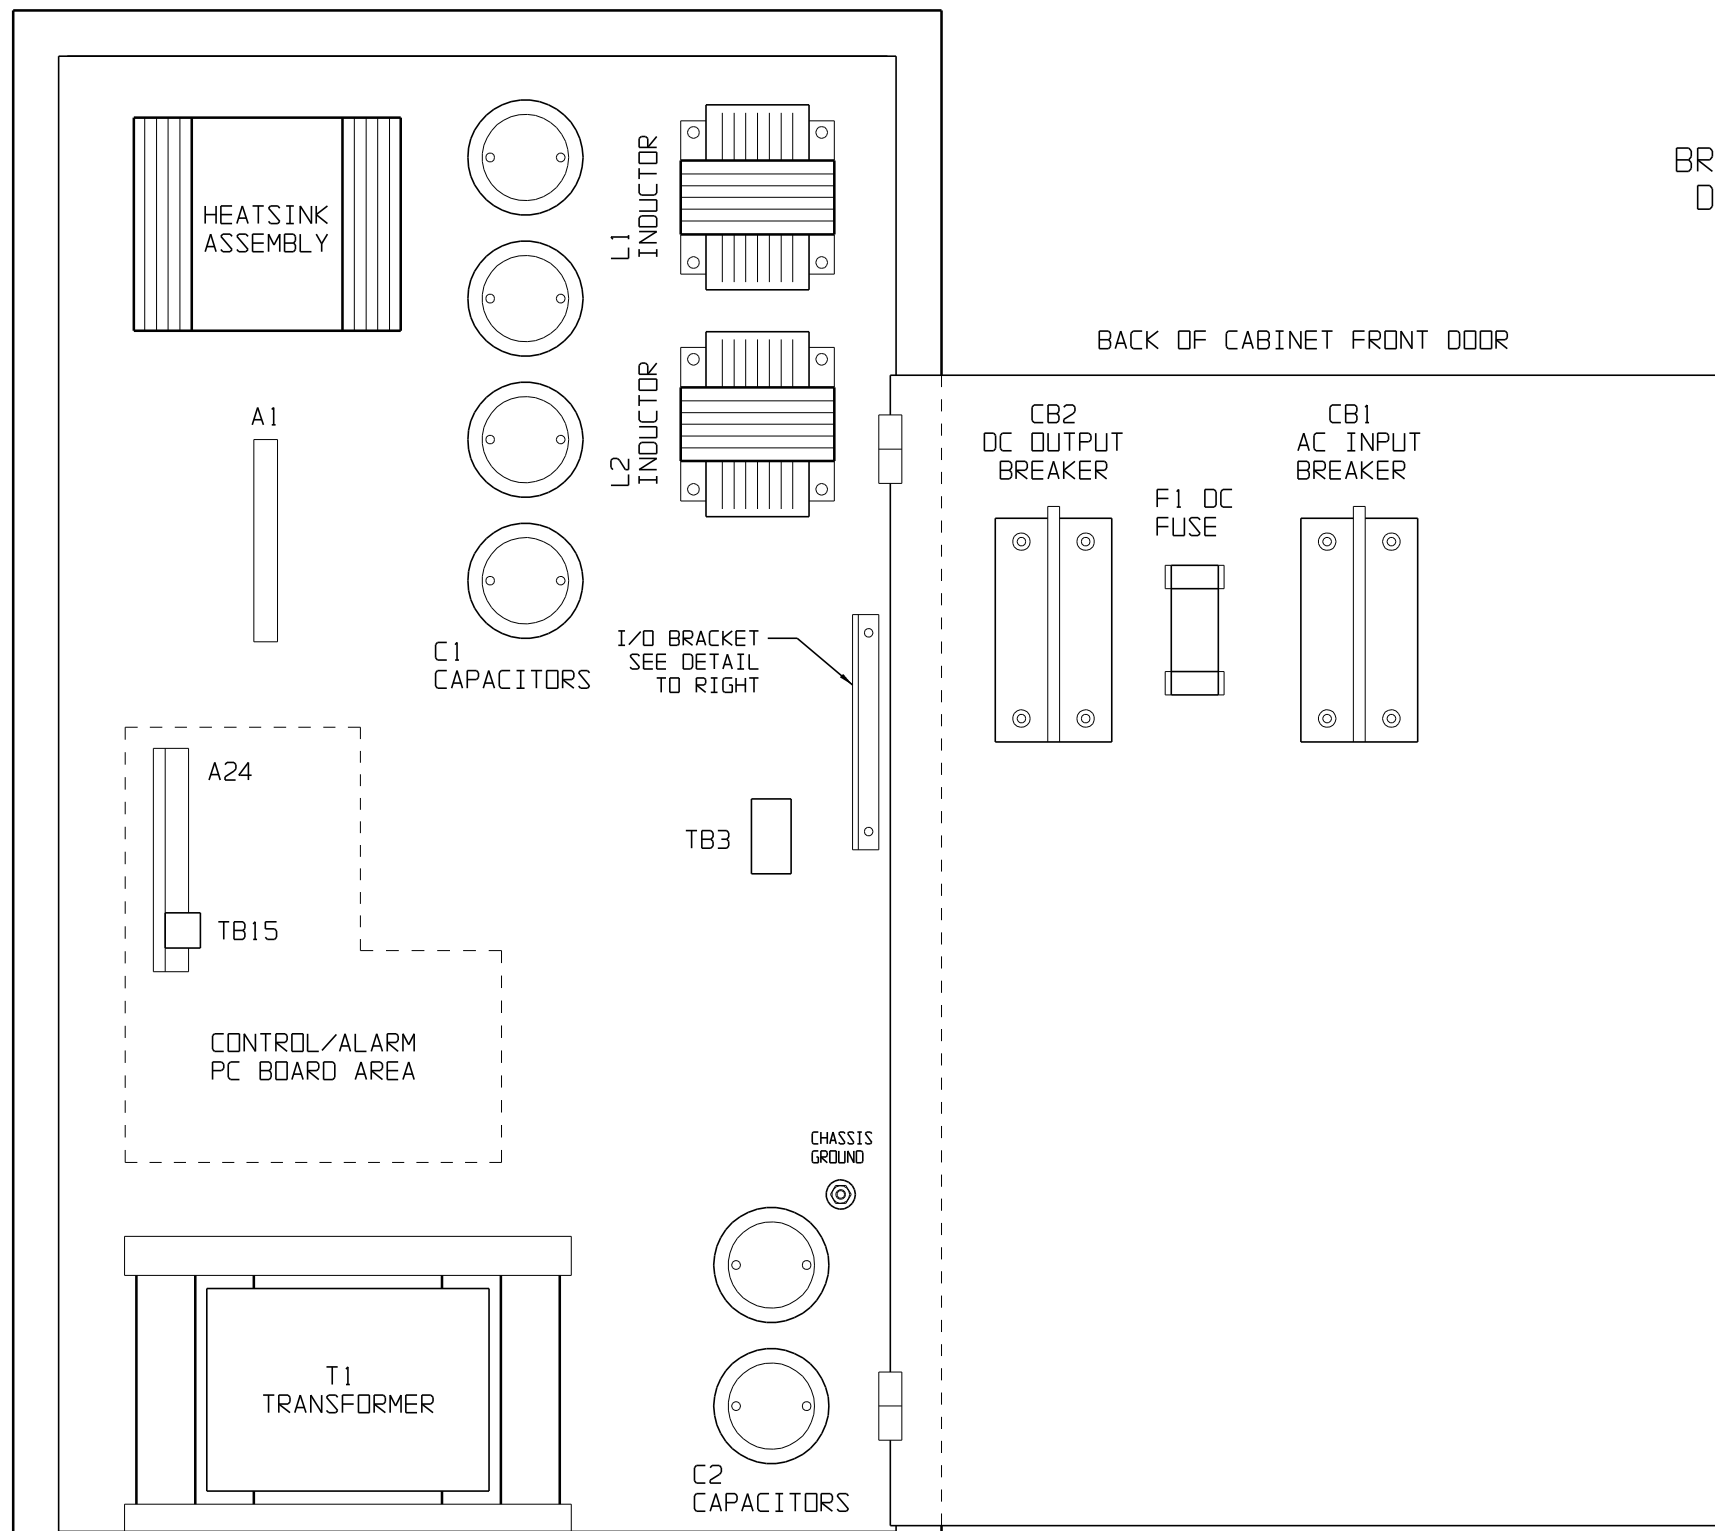 HEATSINK
ASSEMBLY
L1
INDUCTOR
L2
INDUCTOR
A1
C1
CAPACITORS
I/O BRACKET
SEE DETAIL
TO RIGHT
A24
TB3
TB15
CONTROL/ALARM
PC BOARD AREA
CHASSIS
GROUND
T1
TRANSFORMER
C2
CAPACITORS
BR
D
BACK OF CABINET FRONT DOOR
CB2
DC OUTPUT
BREAKER
F1 DC
FUSE
CB1
AC INPUT
BREAKER